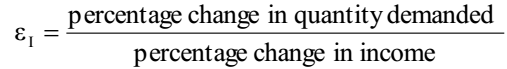 ε_I = percentage change in quantity demanded
percentage change in income